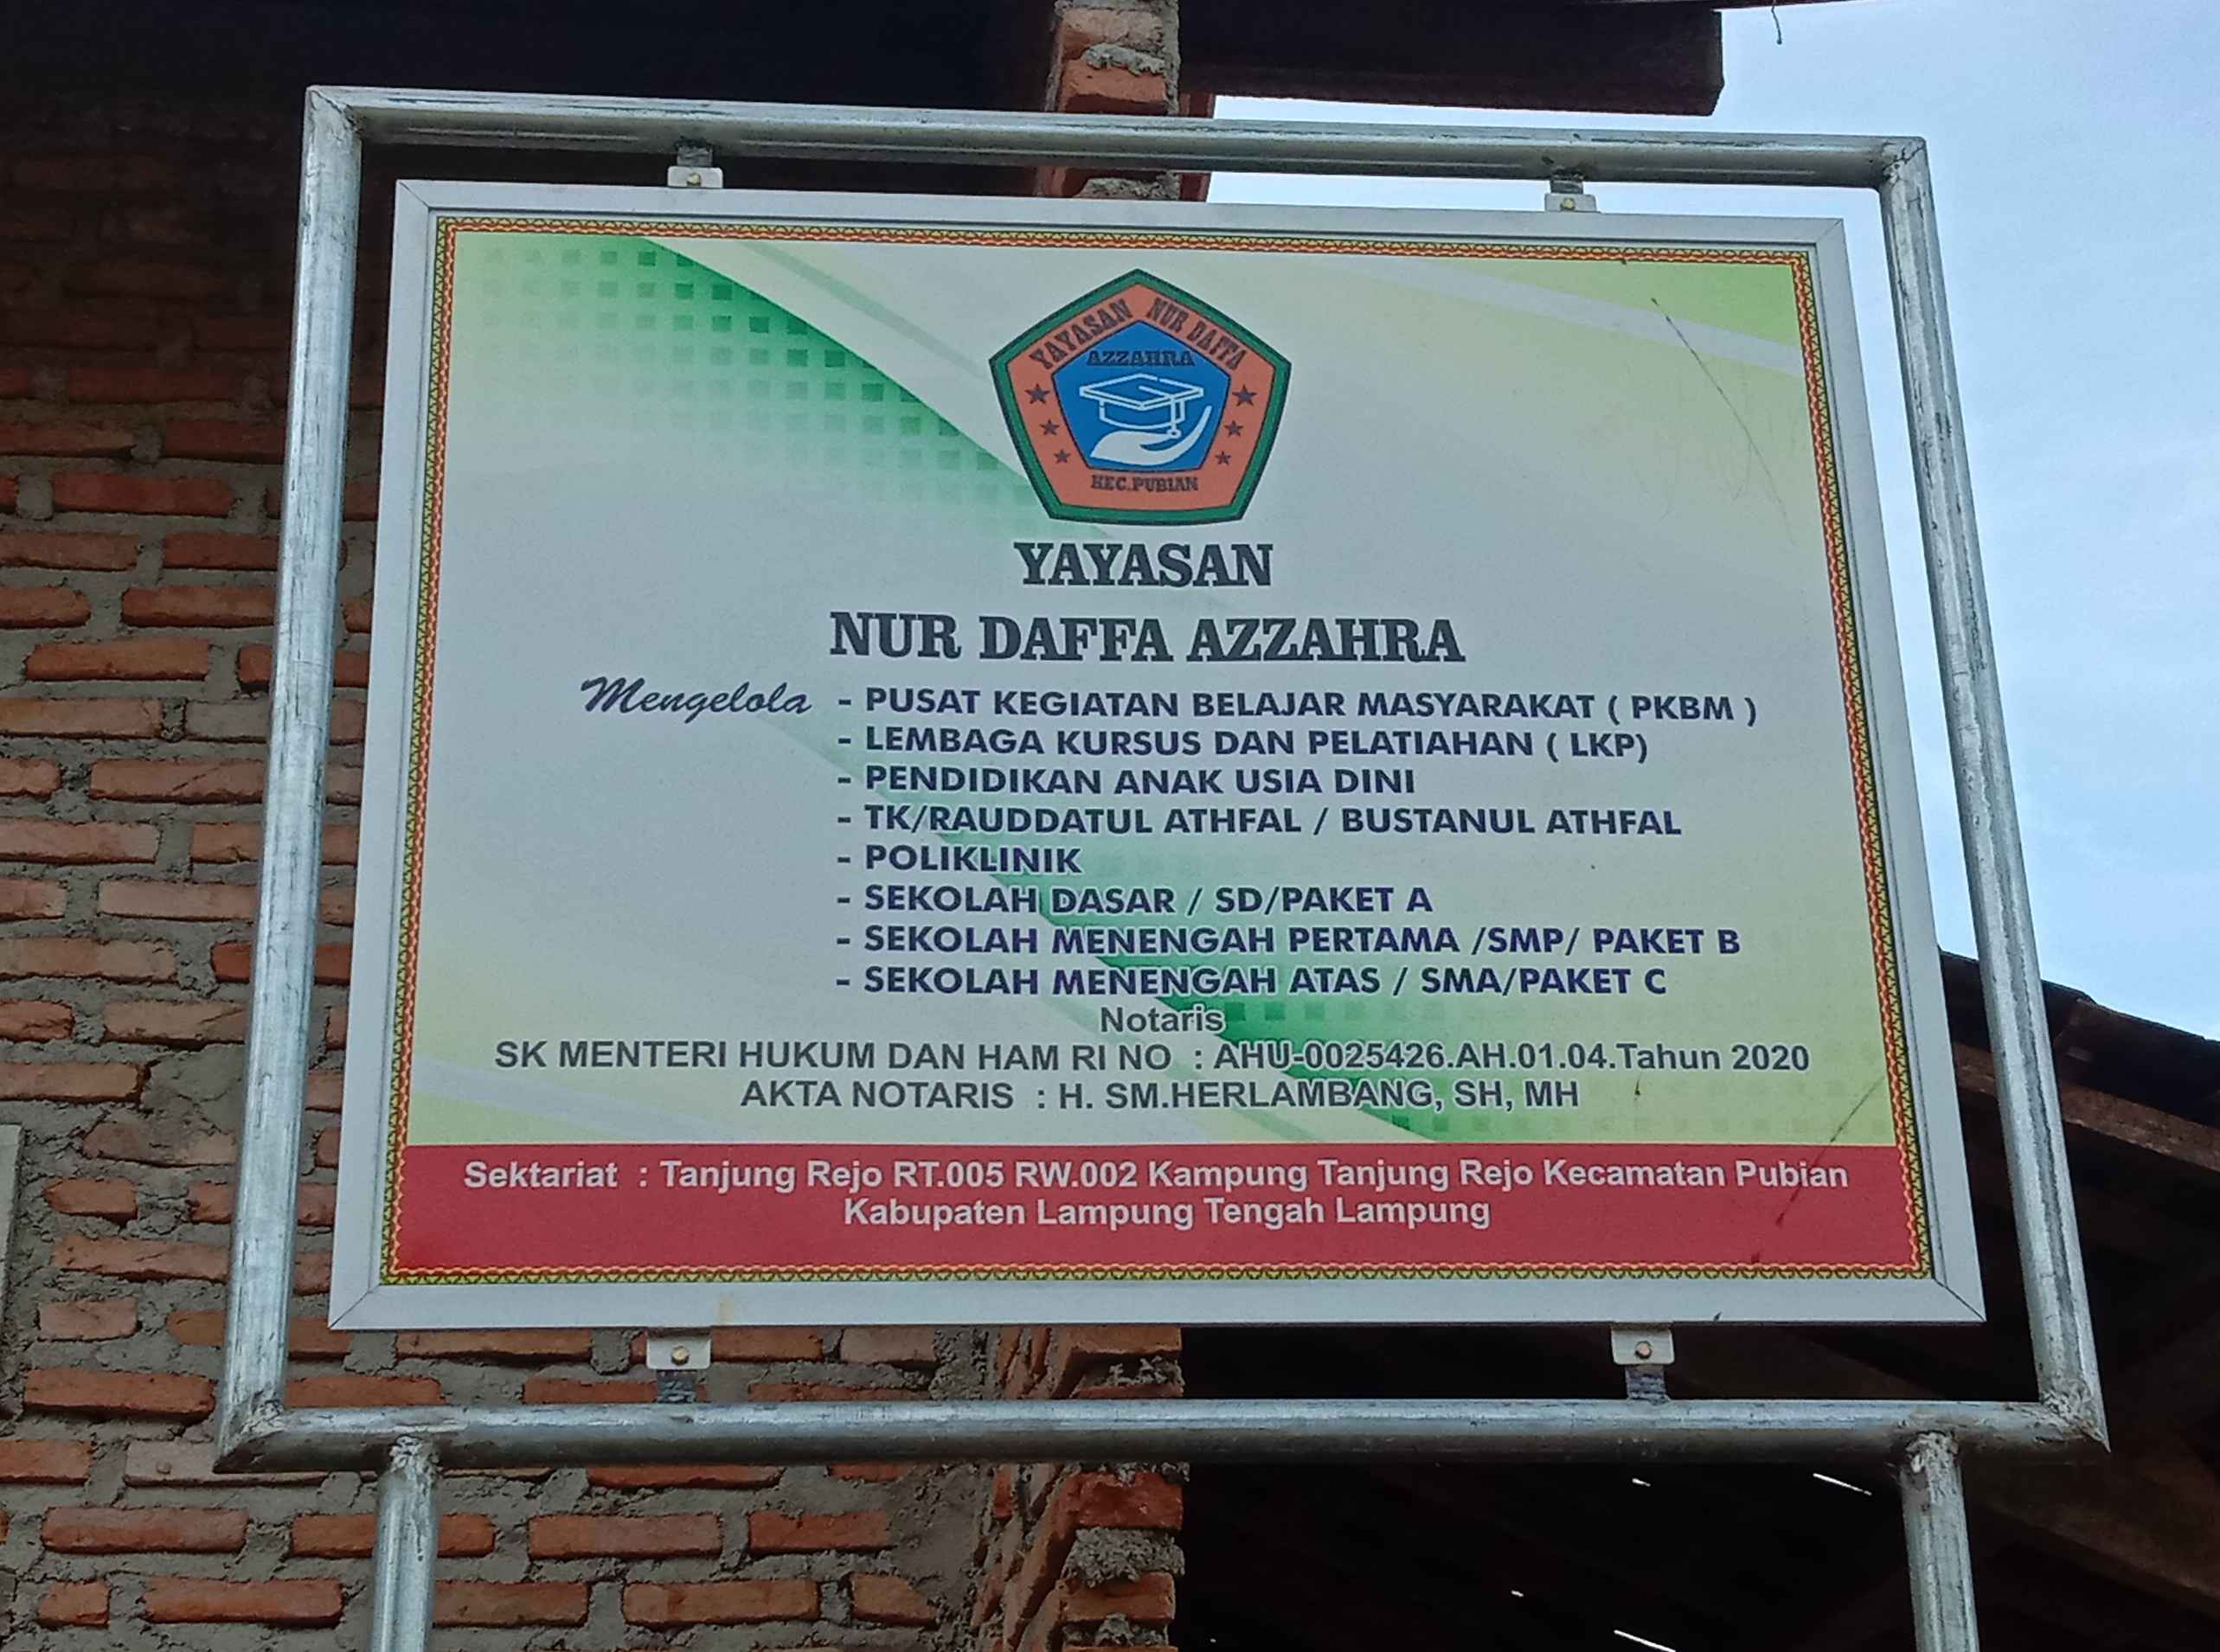 YAYASAN NUR DAFFA
AZZAHRA
KEC.PUBIAN
YAYASAN
NUR DAFFA AZZAHRA
Mengelola - PUSAT KEGIATAN BELAJAR MASYARAKAT ( PKBM )
- LEMBAGA KURSUS DAN PELATIAHAN ( LKP)
- PENDIDIKAN ANAK USIA DINI
- TK/RAUDDATUL ATHFAL / BUSTANUL ATHFAL
- POLIKLINIK
- SEKOLAH DASAR / SD/PAKET A
- SEKOLAH MENENGAH PERTAMA /SMP/ PAKET B
- SEKOLAH MENENGAH ATAS / SMA/PAKET C
Notaris
SK MENTERI HUKUM DAN HAM RI NO : AHU-0025426.AH.01.04.Tahun 2020
AKTA NOTARIS : H. SM.HERLAMBANG, SH, MH
Sektariat : Tanjung Rejo RT.005 RW.002 Kampung Tanjung Rejo Kecamatan Pubian
Kabupaten Lampung Tengah Lampung